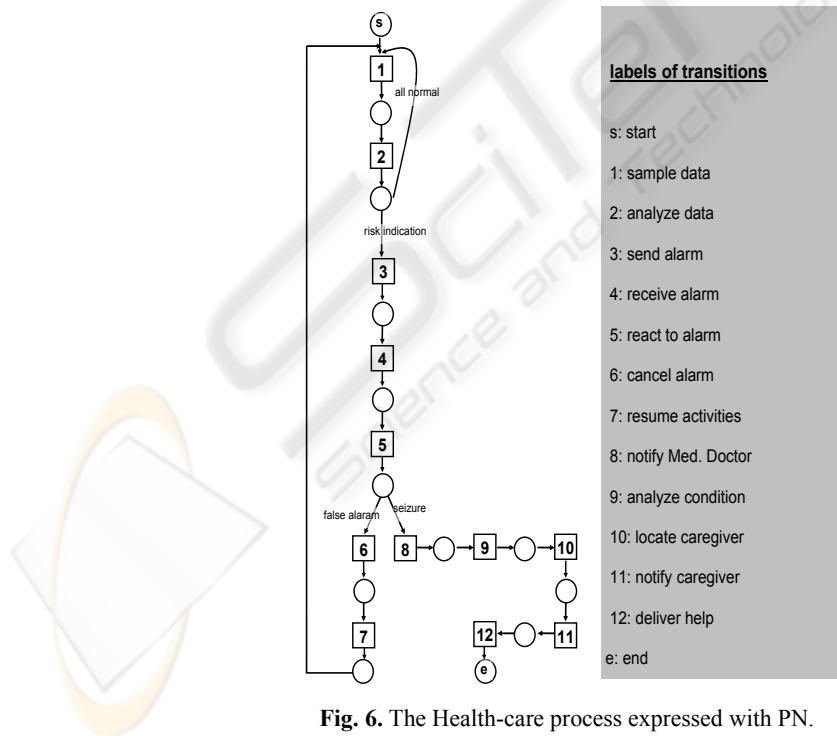 s
1
all normal
2
risk indication
3
4
5
false alaram
seizure
6
8
9
10
7
12
11
e
labels of transitions
s: start
1: sample data
2: analyze data
3: send alarm
4: receive alarm
5: react to alarm
6: cancel alarm
7: resume activities
8: notify Med. Doctor
9: analyze condition
10: locate caregiver
11: notify caregiver
12: deliver help
e: end
Fig. 6. The Health-care process expressed with PN.